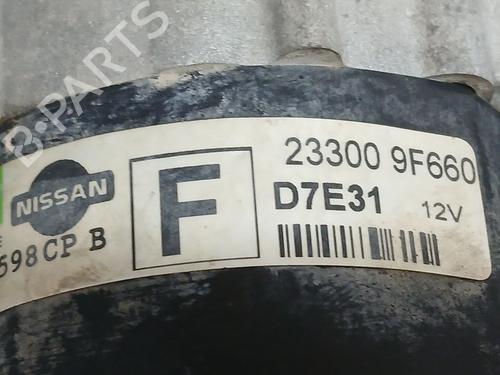 B-PARTS
NISSAN
F
23300 9F660
D7E31
12V
598CP B